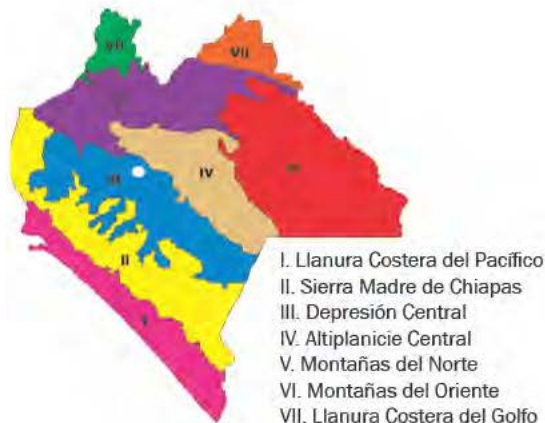 VII
VII
III
IV
II
I. Llanura Costera del Pacífico
II. Sierra Madre de Chiapas
III. Depresión Central
IV. Altiplanicie Central
V. Montañas del Norte
VI. Montañas del Oriente
VII. Llanura Costera del Golfo